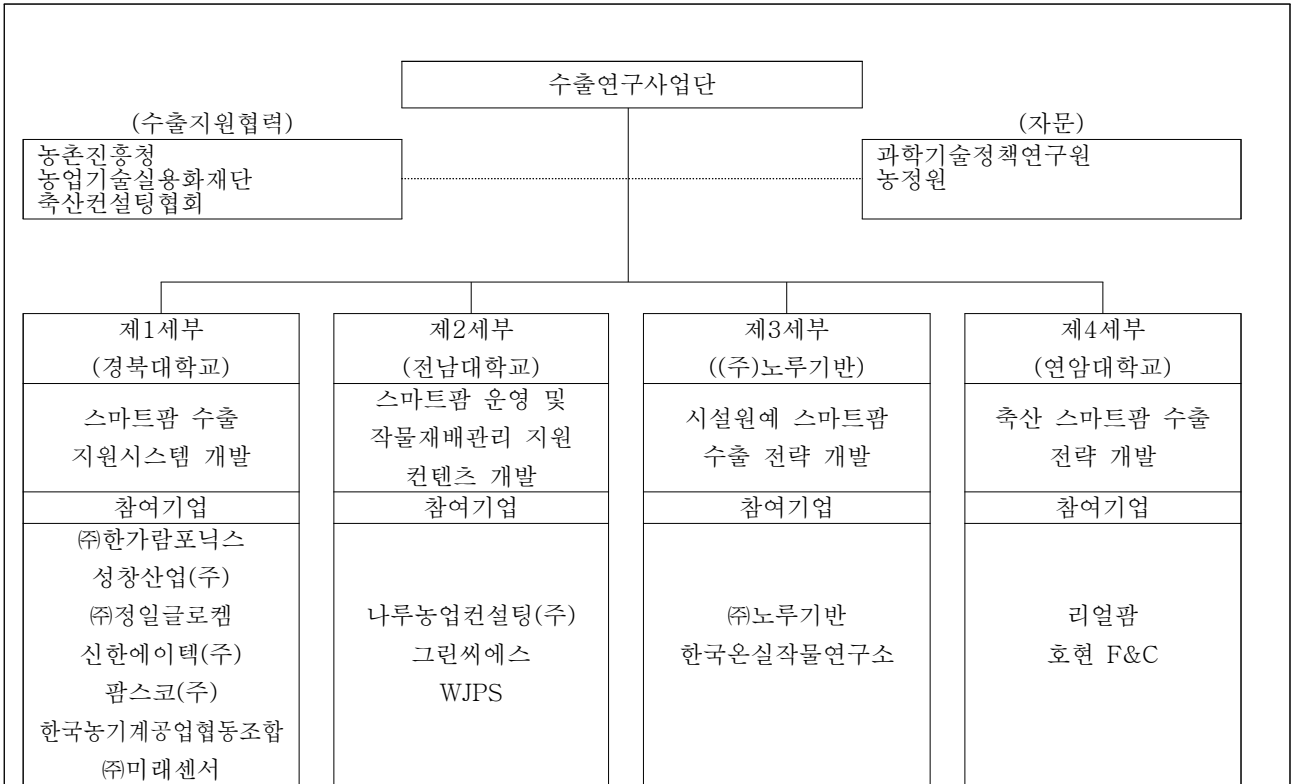 수출연구사업단
(수출지원협력)
농촌진흥청
농업기술실용화재단
축산컨설팅협회
(자문)
과학기술정책연구원
농정원
제1세부
(경북대학교)
스마트팜 수출
지원시스템 개발
참여기업
㈜한가람포닉스
성창산업(주)
㈜정일글로켐
신한에이텍(주)
팜스코(주)
한국농기계공업협동조합
㈜미래센서
제2세부
(전남대학교)
스마트팜 운영 및
작물재배관리 지원
컨텐츠 개발
참여기업
나루농업컨설팅(주)
그린씨에스
WJPS
제3세부
((주)노루기반)
시설원예 스마트팜
수출 전략 개발
참여기업
㈜노루기반
한국온실작물연구소
제4세부
(연암대학교)
축산 스마트팜 수출
전략 개발
참여기업
리얼팜
호현 F&C